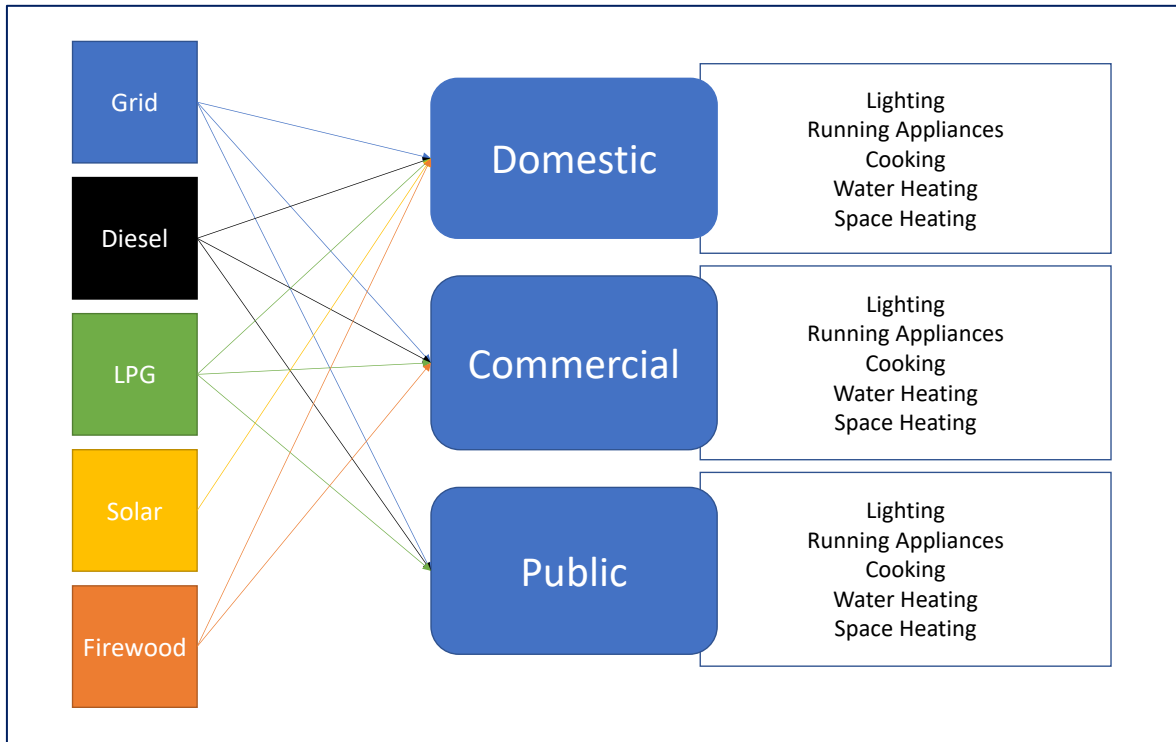 Grid
Diesel
LPG
Solar
Firewood
Domestic
Lighting
Running Appliances
Cooking
Water Heating
Space Heating
Commercial
Lighting
Running Appliances
Cooking
Water Heating
Space Heating
Public
Lighting
Running Appliances
Cooking
Water Heating
Space Heating